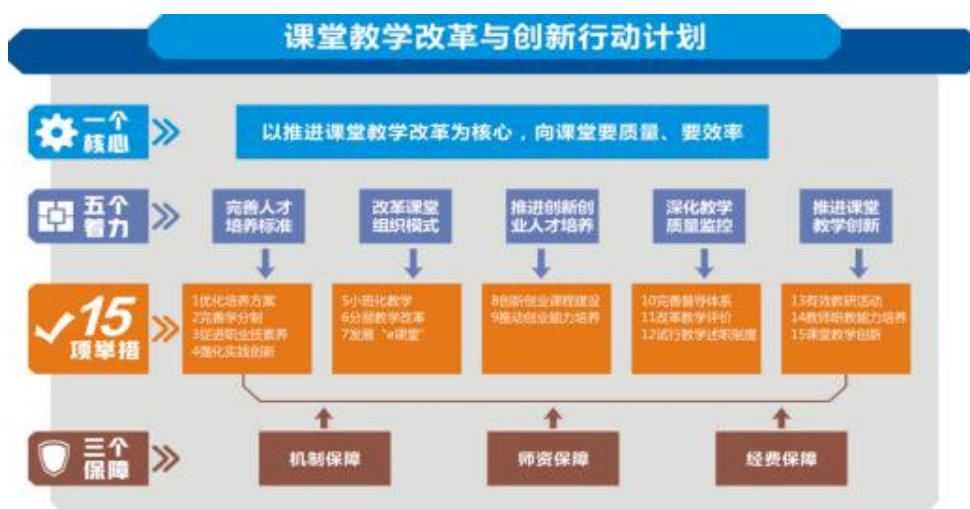 课堂教学改革与创新行动计划
一个
核心
以推进课堂教学改革为核心，向课堂要质量、要效率
五个
着力
完善人才
培养标准
改革课堂
组织模式
推进创新创
业人才培养
深化教学
质量监控
推进课堂
教学创新
15
项举措
1优化培养方案
2完善学分制
3促进职业技素养
4强化实践创新
5小班化教学
6分层教学改革
7发展“e课堂”
8创新创业课程建设
9推动创业能力培养
10完善督导体系
11改革教学评价
12试行教学述职制度
13有效教研活动
14教师职教能力培养
15课堂教学创新
三个
保障
机制保障
师资保障
经费保障